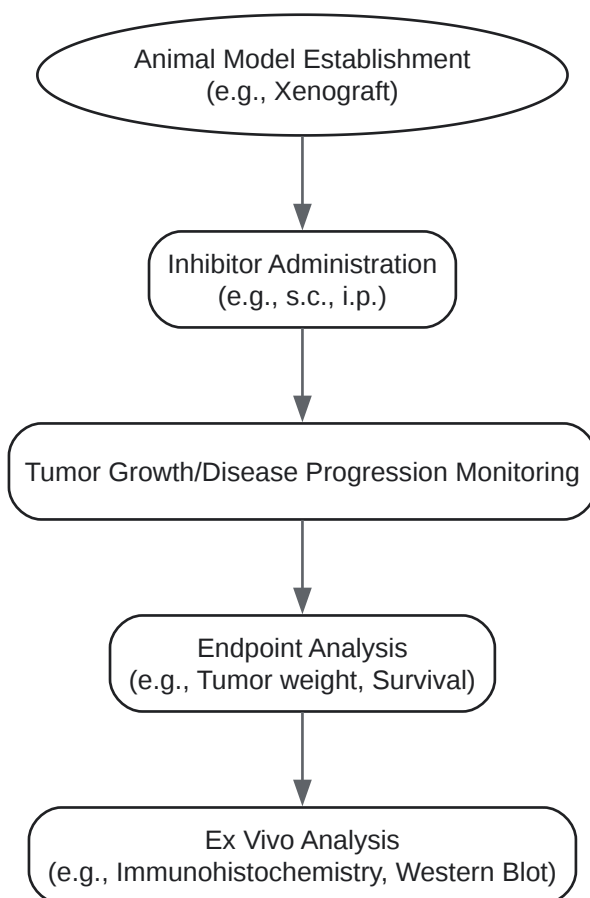 Animal Model Establishment
(e.g., Xenograft)
Inhibitor Administration
(e.g., s.c., i.p.)
Tumor Growth/Disease Progression Monitoring
Endpoint Analysis
(e.g., Tumor weight, Survival)
Ex Vivo Analysis
(e.g., Immunohistochemistry, Western Blot)